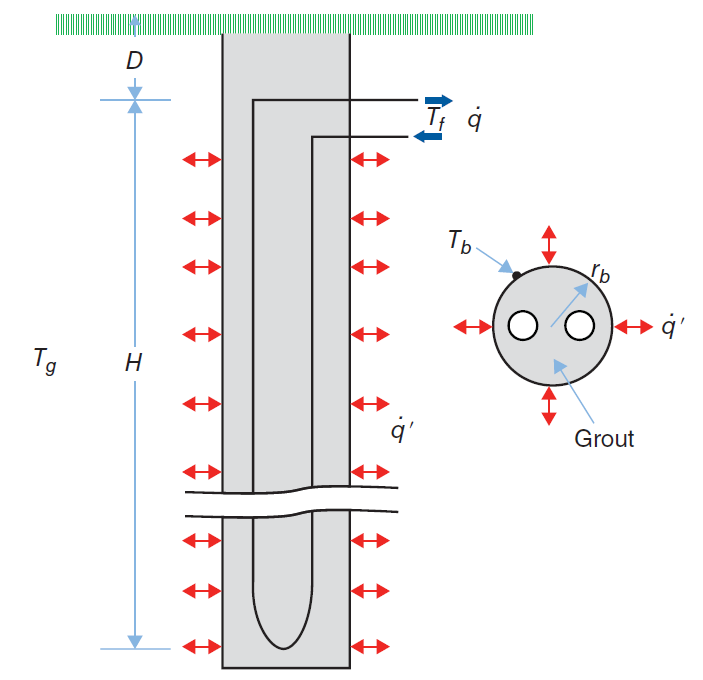 D
T_f q̇
T_b
r_b
T_g
H
q̇ ′
q̇ ′
Grout